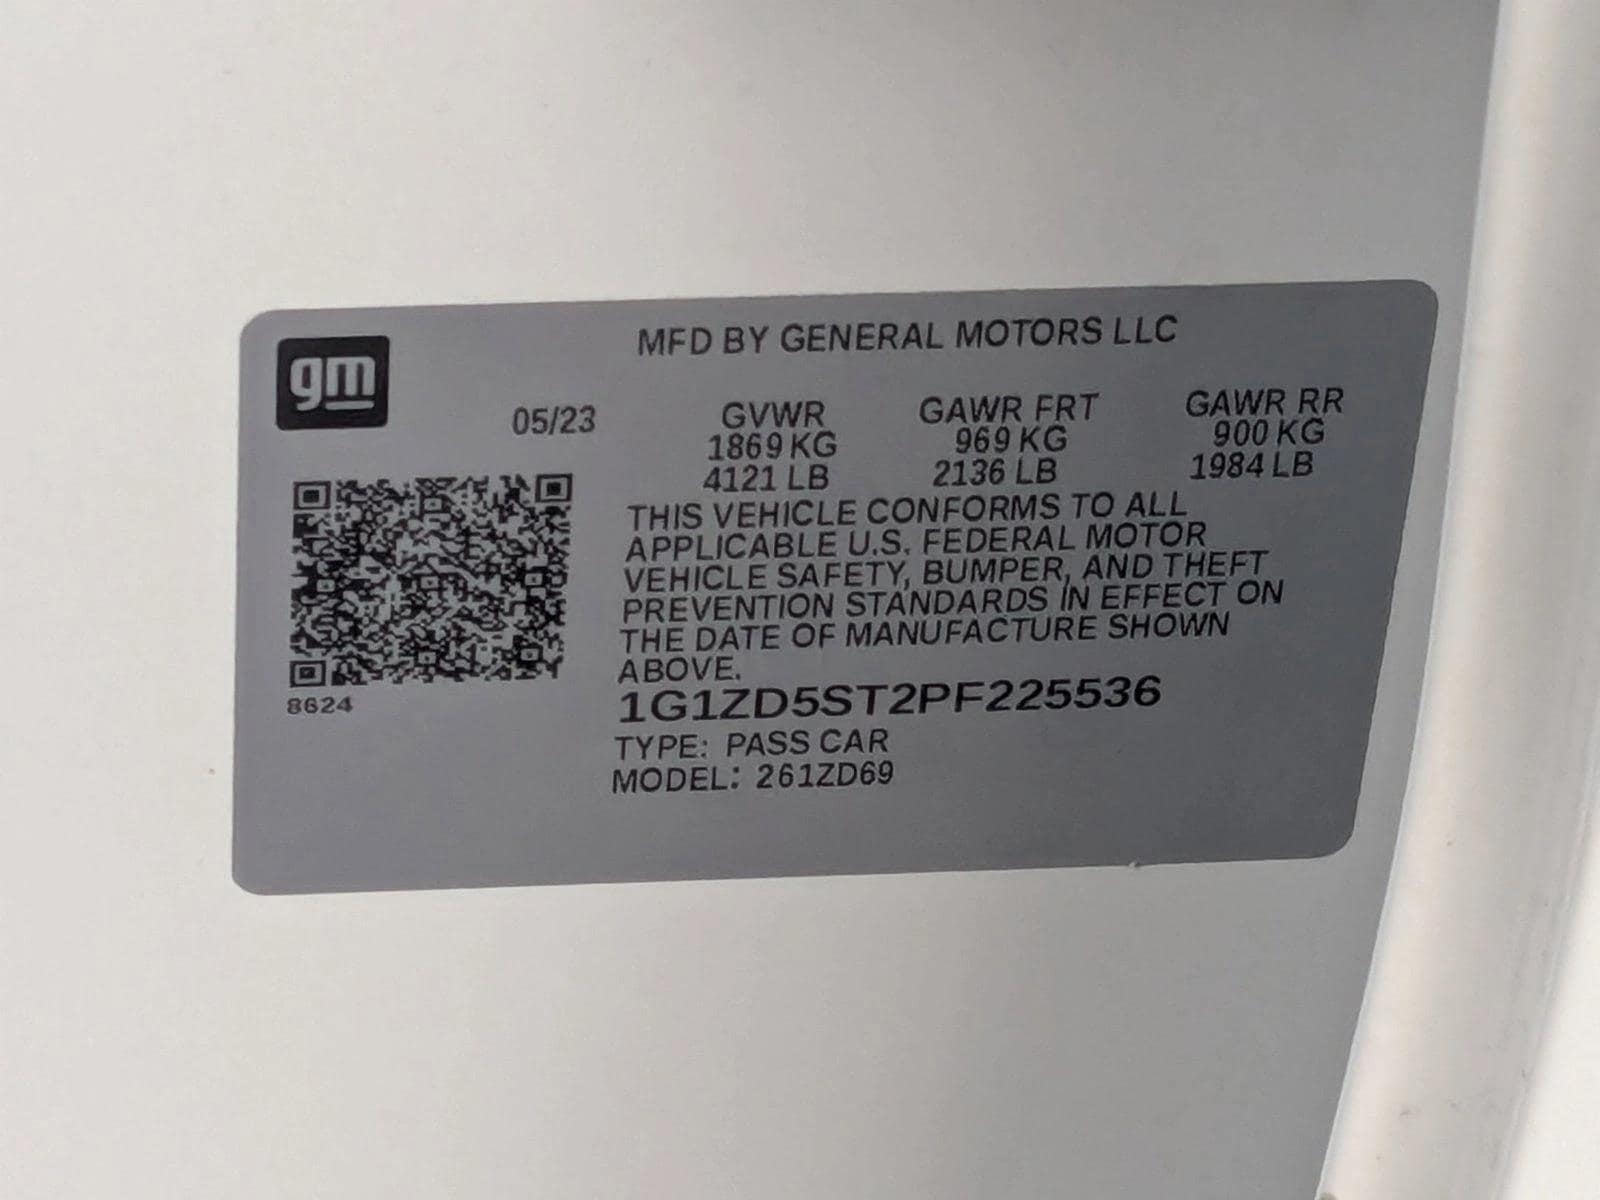 gm
MFD BY GENERAL MOTORS LLC
05/23 GVWR GAWR FRT GAWR RR
1869 KG 969 KG 900 KG
4121 LB 2136 LB 1984 LB
THIS VEHICLE CONFORMS TO ALL
APPLICABLE U.S. FEDERAL MOTOR
VEHICLE SAFETY, BUMPER, AND THEFT
PREVENTION STANDARDS IN EFFECT ON
THE DATE OF MANUFACTURE SHOWN
ABOVE.
1G1ZD5ST2PF225536
8624
TYPE: PASS CAR
MODEL: 261ZD69